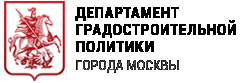 ДЕПАРТАМЕНТ
ГРАДОСТРОИТЕЛЬНОЙ
ПОЛИТИКИ
ГОРОДА МОСКВЫ